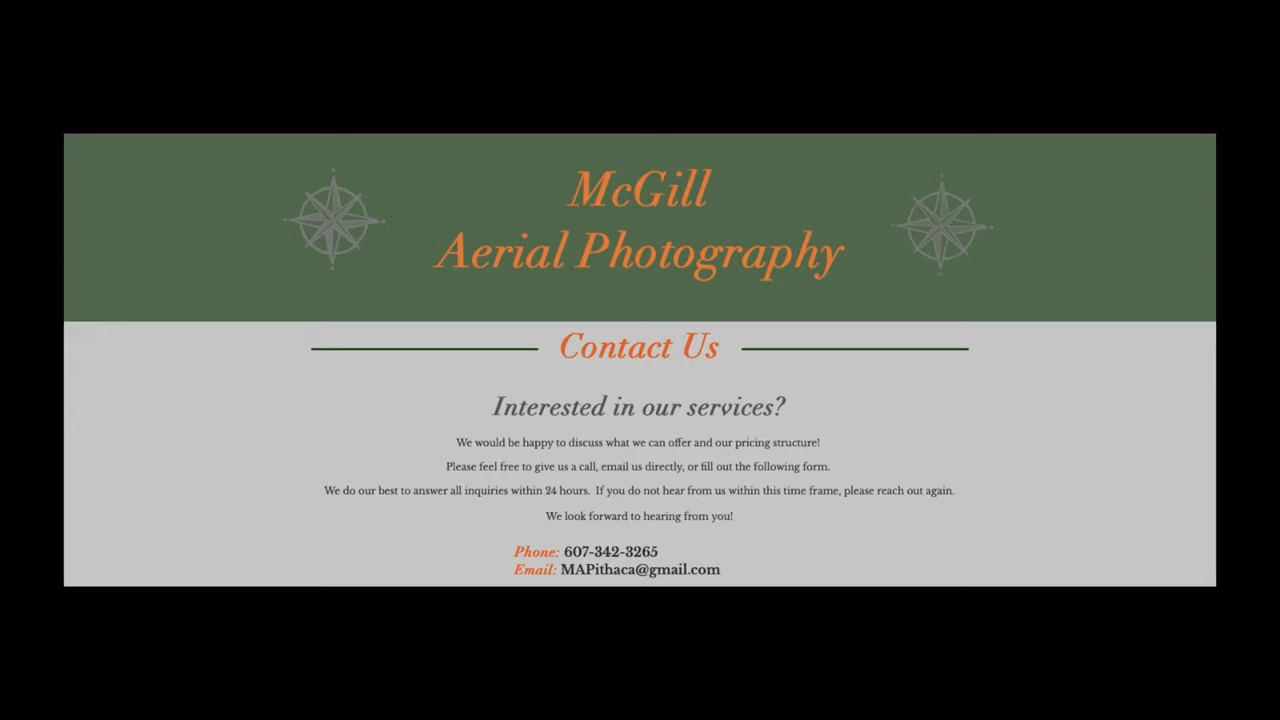 McGill
Aerial Photography
Contact Us
Interested in our services?
We would be happy to discuss what we can offer and our pricing structure!
Please feel free to give us a call, email us directly, or fill out the following form.
We do our best to answer all inquiries within 24 hours.  If you do not hear from us within this time frame, please reach out again.
We look forward to hearing from you!
Phone: 607-342-3265
Email: MAPithaca@gmail.com